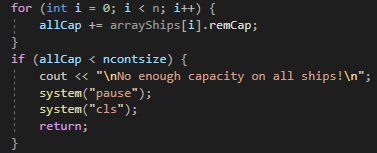 for (int i = 0; i < n; i++) {
allCap += arrayShips[i].remCap;
}
if (allCap < ncontsize) {
cout << "\nNo enough capacity on all ships!\n";
system("pause");
system("cls");
return;
}